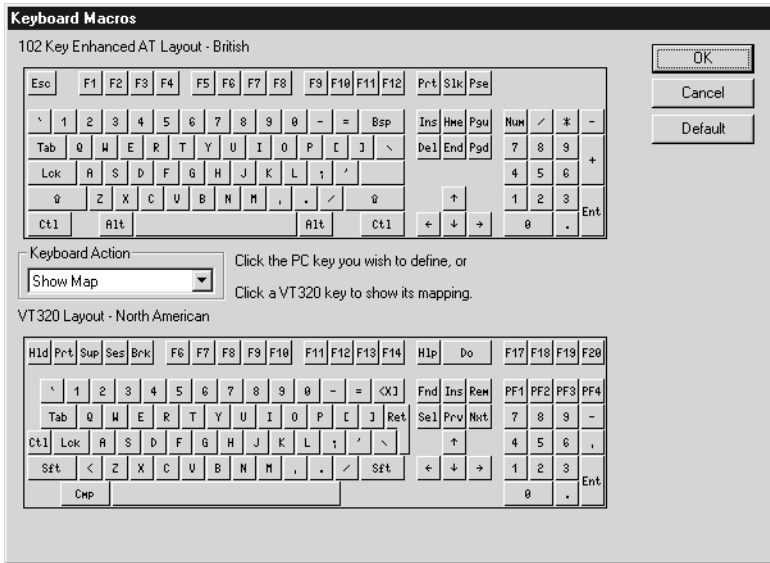 Keyboard Macros
102 Key Enhanced AT Layout - British
OK
Cancel
Default
Esc F1 F2 F3 F4 F5 F6 F7 F8 F9 F10 F11 F12 Prt Slk Pse
` 1 2 3 4 5 6 7 8 9 0 - = Bsp Ins Hme Pgu Num / * -
Tab Q W E R T Y U I O P [ ] \ Del End Pgd 7 8 9 +
Lck A S D F G H J K L ; ' 4 5 6
⇧ Z X C V B N M , . / ⇧ ↑ 1 2 3 Ent
Ctl Alt Alt Ctl ← ↓ → 0 .
Keyboard Action
Show Map
Click the PC key you wish to define, or
Click a VT320 key to show its mapping.
VT320 Layout - North American
Hld Prt Sup Ses Brk F6 F7 F8 F9 F10 F11 F12 F13 F14 Hlp Do F17 F18 F19 F20
` 1 2 3 4 5 6 7 8 9 0 - = <X] Fnd Ins Rem PF1 PF2 PF3 PF4
Tab Q W E R T Y U I O P [ ] Ret Sel Prv Nxt 7 8 9 -
Ctl Lck A S D F G H J K L ; ' \ ↑ 4 5 6 ,
Sft < Z X C V B N M , . / Sft ← ↓ → 1 2 3 Ent
Cmp 0 .